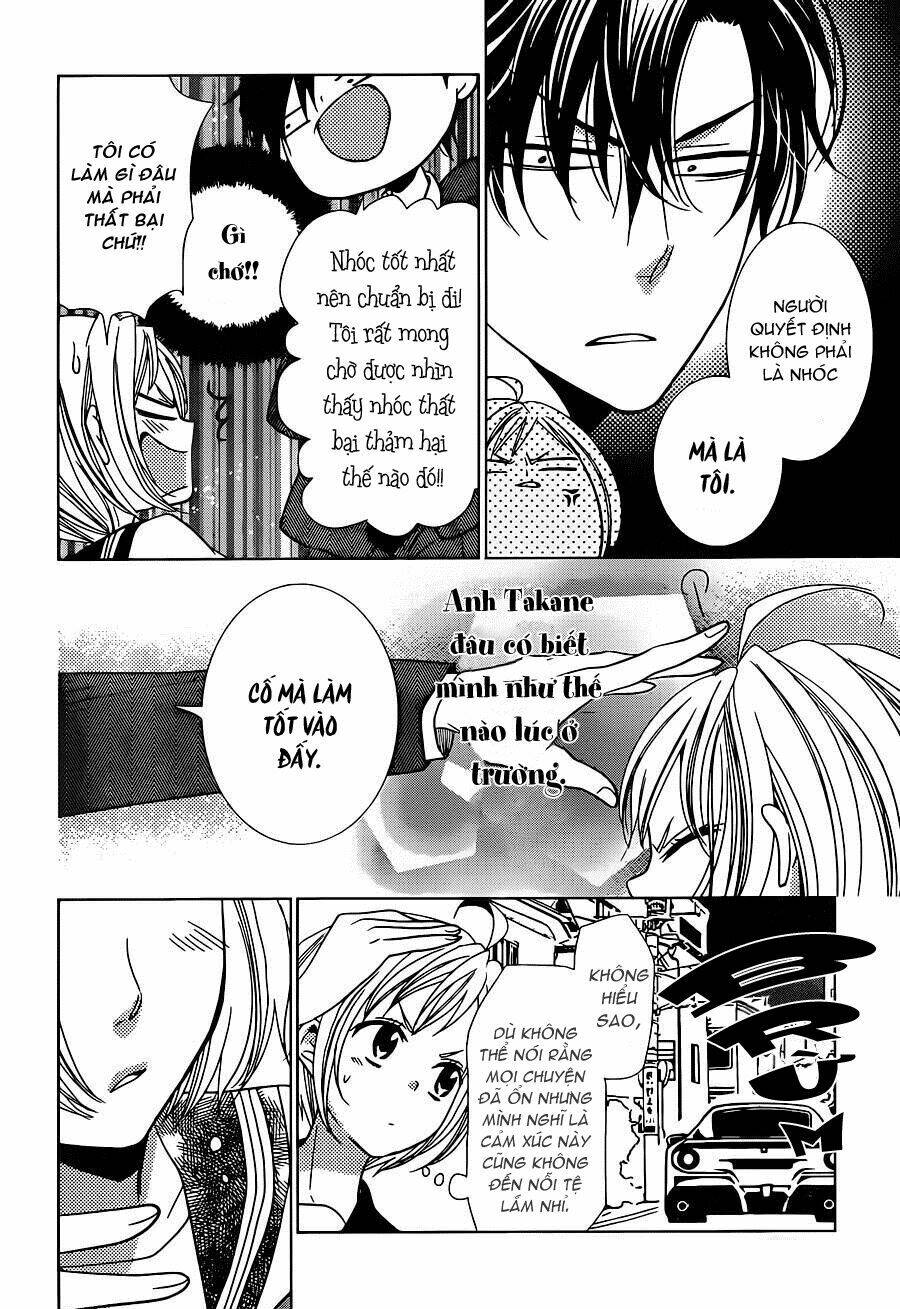 NGƯỜI
QUYẾT ĐỊNH
KHÔNG PHẢI
LÀ NHÓC
MÀ LÀ
TÔI.
Nhóc tốt nhất
nên chuẩn bị đi!
Tôi rất mong
chờ được nhìn
thấy nhóc thất
bại thảm hại
thế nào đó!!
Gì
chớ!!
TÔI CÓ
LÀM GÌ ĐÂU
MÀ PHẢI
THẤT BẠI
CHỨ!!
Anh Takane
đâu có biết
mình như thế
nào lúc ở
trường.
CỐ MÀ LÀM
TỐT VÀO
ĐẤY.
KHÔNG
HIỂU
SAO,
DÙ KHÔNG
THỂ NÓI RẰNG
MỌI CHUYỆN
ĐÃ ỔN NHƯNG
MÌNH NGHĨ LÀ
CẢM XÚC NÀY
CŨNG KHÔNG
ĐẾN NỖI TỆ
LẮM NHỈ.